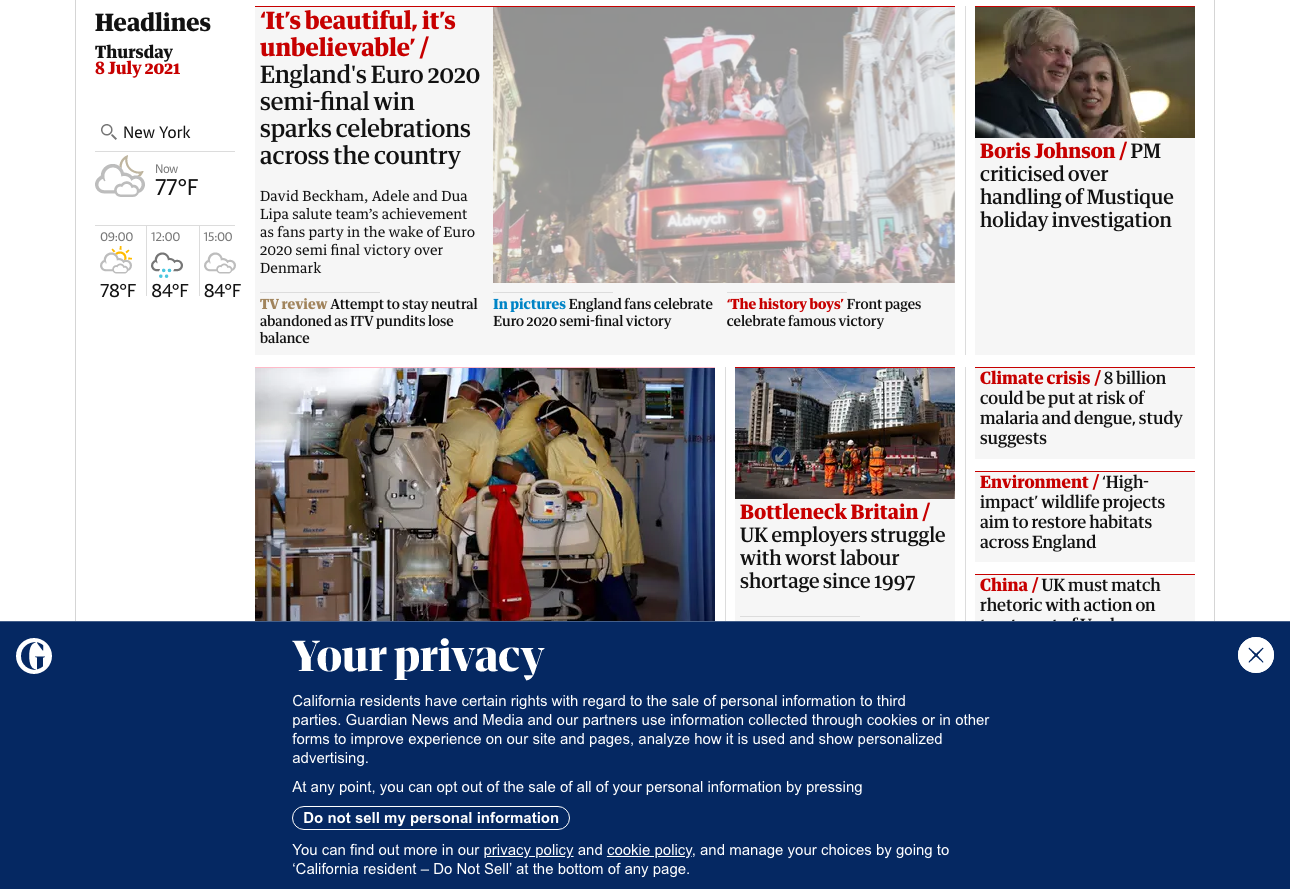 Headlines
Thursday
8 July 2021
New York
Now
77°F
09:00
12:00
15:00
78°F
84°F
84°F
‘It’s beautiful, it’s
unbelievable’ /
England's Euro 2020
semi-final win
sparks celebrations
across the country
David Beckham, Adele and Dua
Lipa salute team’s achievement
as fans party in the wake of Euro
2020 semi final victory over
Denmark
Aldwych 9
TV review Attempt to stay neutral
abandoned as ITV pundits lose
balance
In pictures England fans celebrate
Euro 2020 semi-final victory
‘The history boys’ Front pages
celebrate famous victory
Boris Johnson / PM
criticised over
handling of Mustique
holiday investigation
Baxter
Baxter
Bottleneck Britain /
UK employers struggle
with worst labour
shortage since 1997
Climate crisis / 8 billion
could be put at risk of
malaria and dengue, study
suggests
Environment / ‘High-
impact’ wildlife projects
aim to restore habitats
across England
China / UK must match
rhetoric with action on
G
Your privacy
California residents have certain rights with regard to the sale of personal information to third
parties. Guardian News and Media and our partners use information collected through cookies or in other
forms to improve experience on our site and pages, analyze how it is used and show personalized
advertising.
At any point, you can opt out of the sale of all of your personal information by pressing
Do not sell my personal information
You can find out more in our privacy policy and cookie policy, and manage your choices by going to
‘California resident – Do Not Sell’ at the bottom of any page.